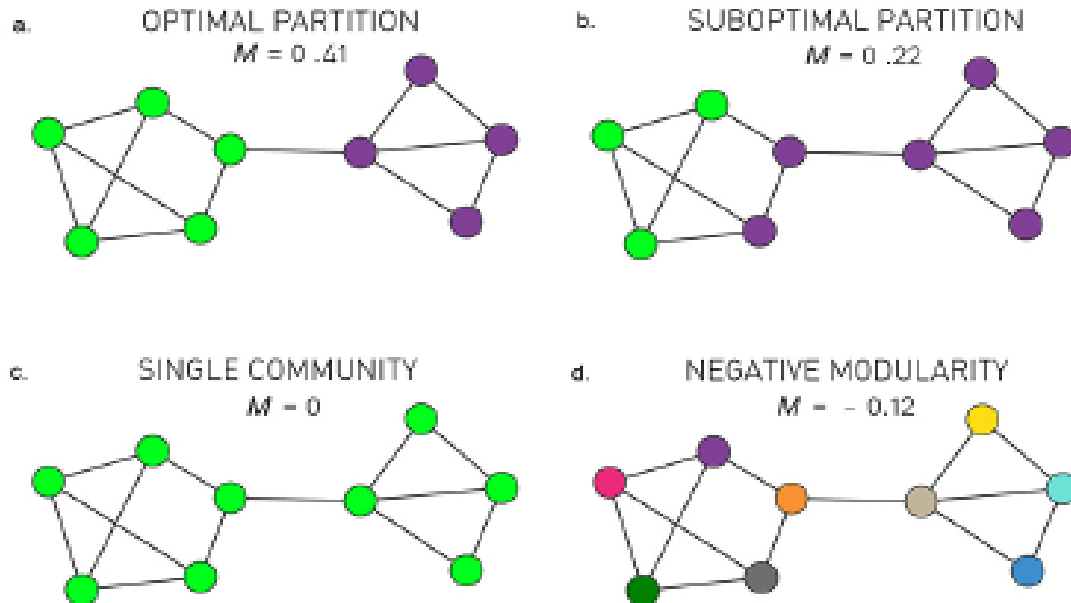 a. OPTIMAL PARTITION
M = 0 .41
b. SUBOPTIMAL PARTITION
M = 0 .22
c. SINGLE COMMUNITY
M = 0
d. NEGATIVE MODULARITY
M = - 0.12